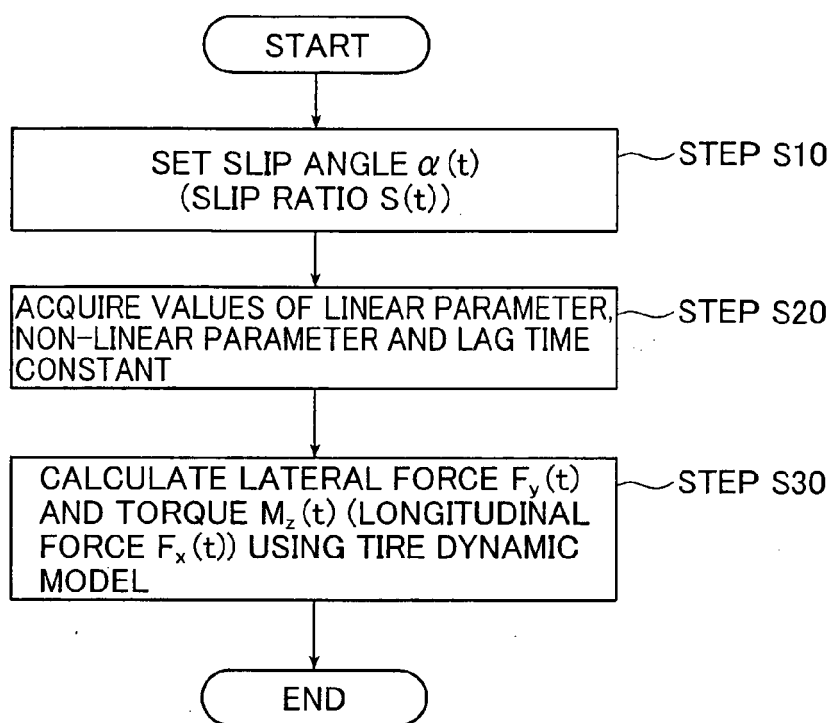 START
SET SLIP ANGLE α(t)
(SLIP RATIO S(t))
STEP S10
ACQUIRE VALUES OF LINEAR PARAMETER,
NON-LINEAR PARAMETER AND LAG TIME
CONSTANT
STEP S20
CALCULATE LATERAL FORCE Fy(t)
AND TORQUE Mz(t) (LONGITUDINAL
FORCE Fx(t)) USING TIRE DYNAMIC
MODEL
STEP S30
END